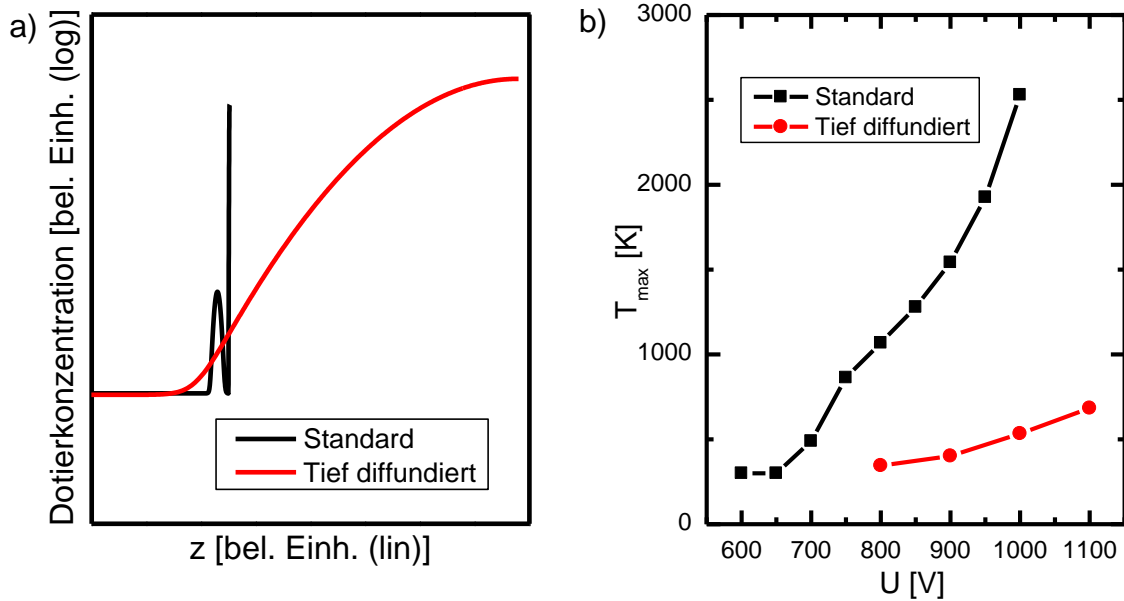 a)
Dotierkonzentration [bel. Einh. (log)]
Standard
Tief diffundiert
z [bel. Einh. (lin)]
b)
3000
2000
1000
0
T_max [K]
Standard
Tief diffundiert
600 700 800 900 1000 1100
U [V]